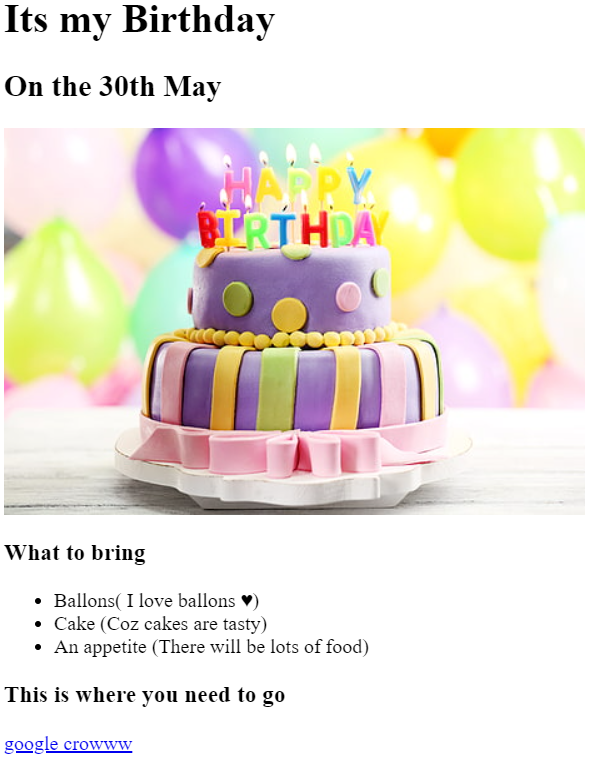 Its my Birthday
On the 30th May
HAPPY
BIRTHDAY
What to bring
Ballons( I love ballons ♥)
Cake (Coz cakes are tasty)
An appetite (There will be lots of food)
This is where you need to go
google crowww